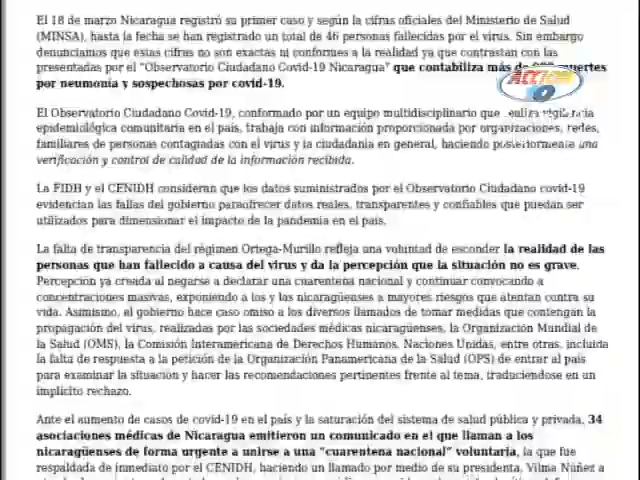 El 18 de marzo Nicaragua registró su primer caso y según la cifras oficiales del Ministerio de Salud
(MINSA), hasta la fecha se han registrado un total de 46 personas fallecidas por el virus. Sin embargo
denunciamos que estas cifras no son exactas ni conformes a la realidad ya que contrastan con las
presentadas por el "Observatorio Ciudadano Covid-19 Nicaragua" que contabiliza más de muertes
por neumonía y sospechosas por covid-19.
ACCION
10
El Observatorio Ciudadano Covid-19, conformado por un equipo multidisciplinario que realiza vigilancia
epidemiológica comunitaria en el país, trabaja con información proporcionada por organizaciones, redes,
familiares de personas contagiadas con el virus y la ciudadanía en general, haciendo posteriormente una
verificación y control de calidad de la información recibida.
La FIDH y el CENIDH consideran que los datos suministrados por el Observatorio Ciudadano covid-19
evidencian las fallas del gobierno paraofrecer datos reales, transparentes y confiables que puedan ser
utilizados para dimensionar el impacto de la pandemia en el país.
La falta de transparencia del régimen Ortega-Murillo refleja una voluntad de esconder la realidad de las
personas que han fallecido a causa del virus y da la percepción que la situación no es grave.
Percepción ya creada al negarse a declarar una cuarentena nacional y continuar convocando a
concentraciones masivas, exponiendo a los y las nicaragüenses a mayores riesgos que atentan contra su
vida. Asimismo, el gobierno hace caso omiso a los diversos llamados de tomar medidas que contengan la
propagación del virus, realizadas por las sociedades médicas nicaragüenses, la Organización Mundial de
la Salud (OMS), la Comisión Interamericana de Derechos Humanos, Naciones Unidas, entre otras, incluida
la falta de respuesta a la petición de la Organización Panamericana de la Salud (OPS) de entrar al país
para examinar la situación y hacer las recomendaciones pertinentes frente al tema, traduciéndose en un
implícito rechazo.
Ante el aumento de casos de covid-19 en el país y la saturación del sistema de salud pública y privada, 34
asociaciones médicas de Nicaragua emitieron un comunicado en el que llaman a los
nicaragüenses de forma urgente a unirse a una "cuarentena nacional" voluntaria, la que fue
respaldada de inmediato por el CENIDH, haciendo un llamado por medio de su presidenta, Vilma Núñez a